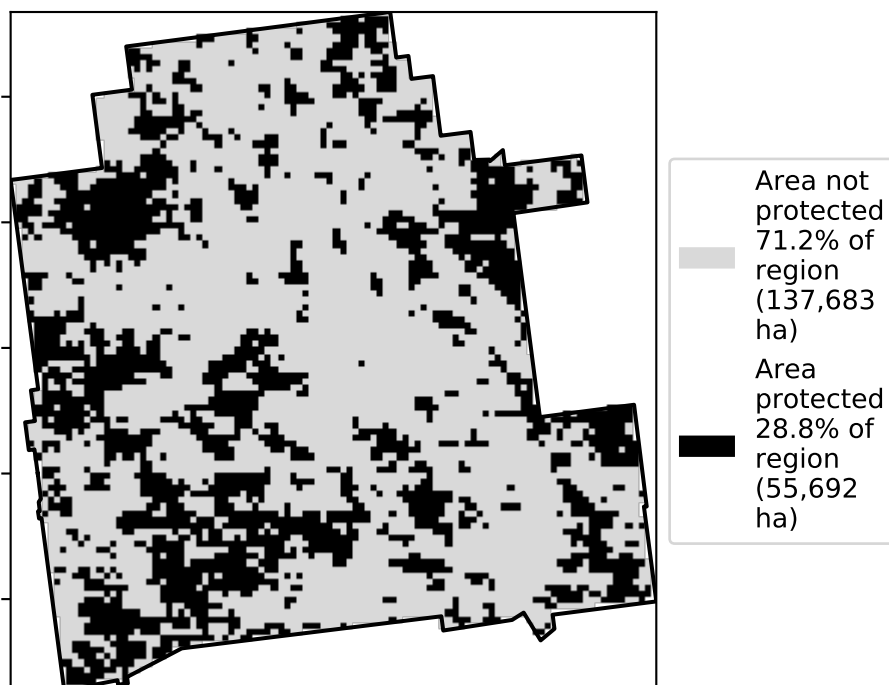 Area not
protected
71.2% of
region
(137,683
ha)
Area
protected
28.8% of
region
(55,692
ha)